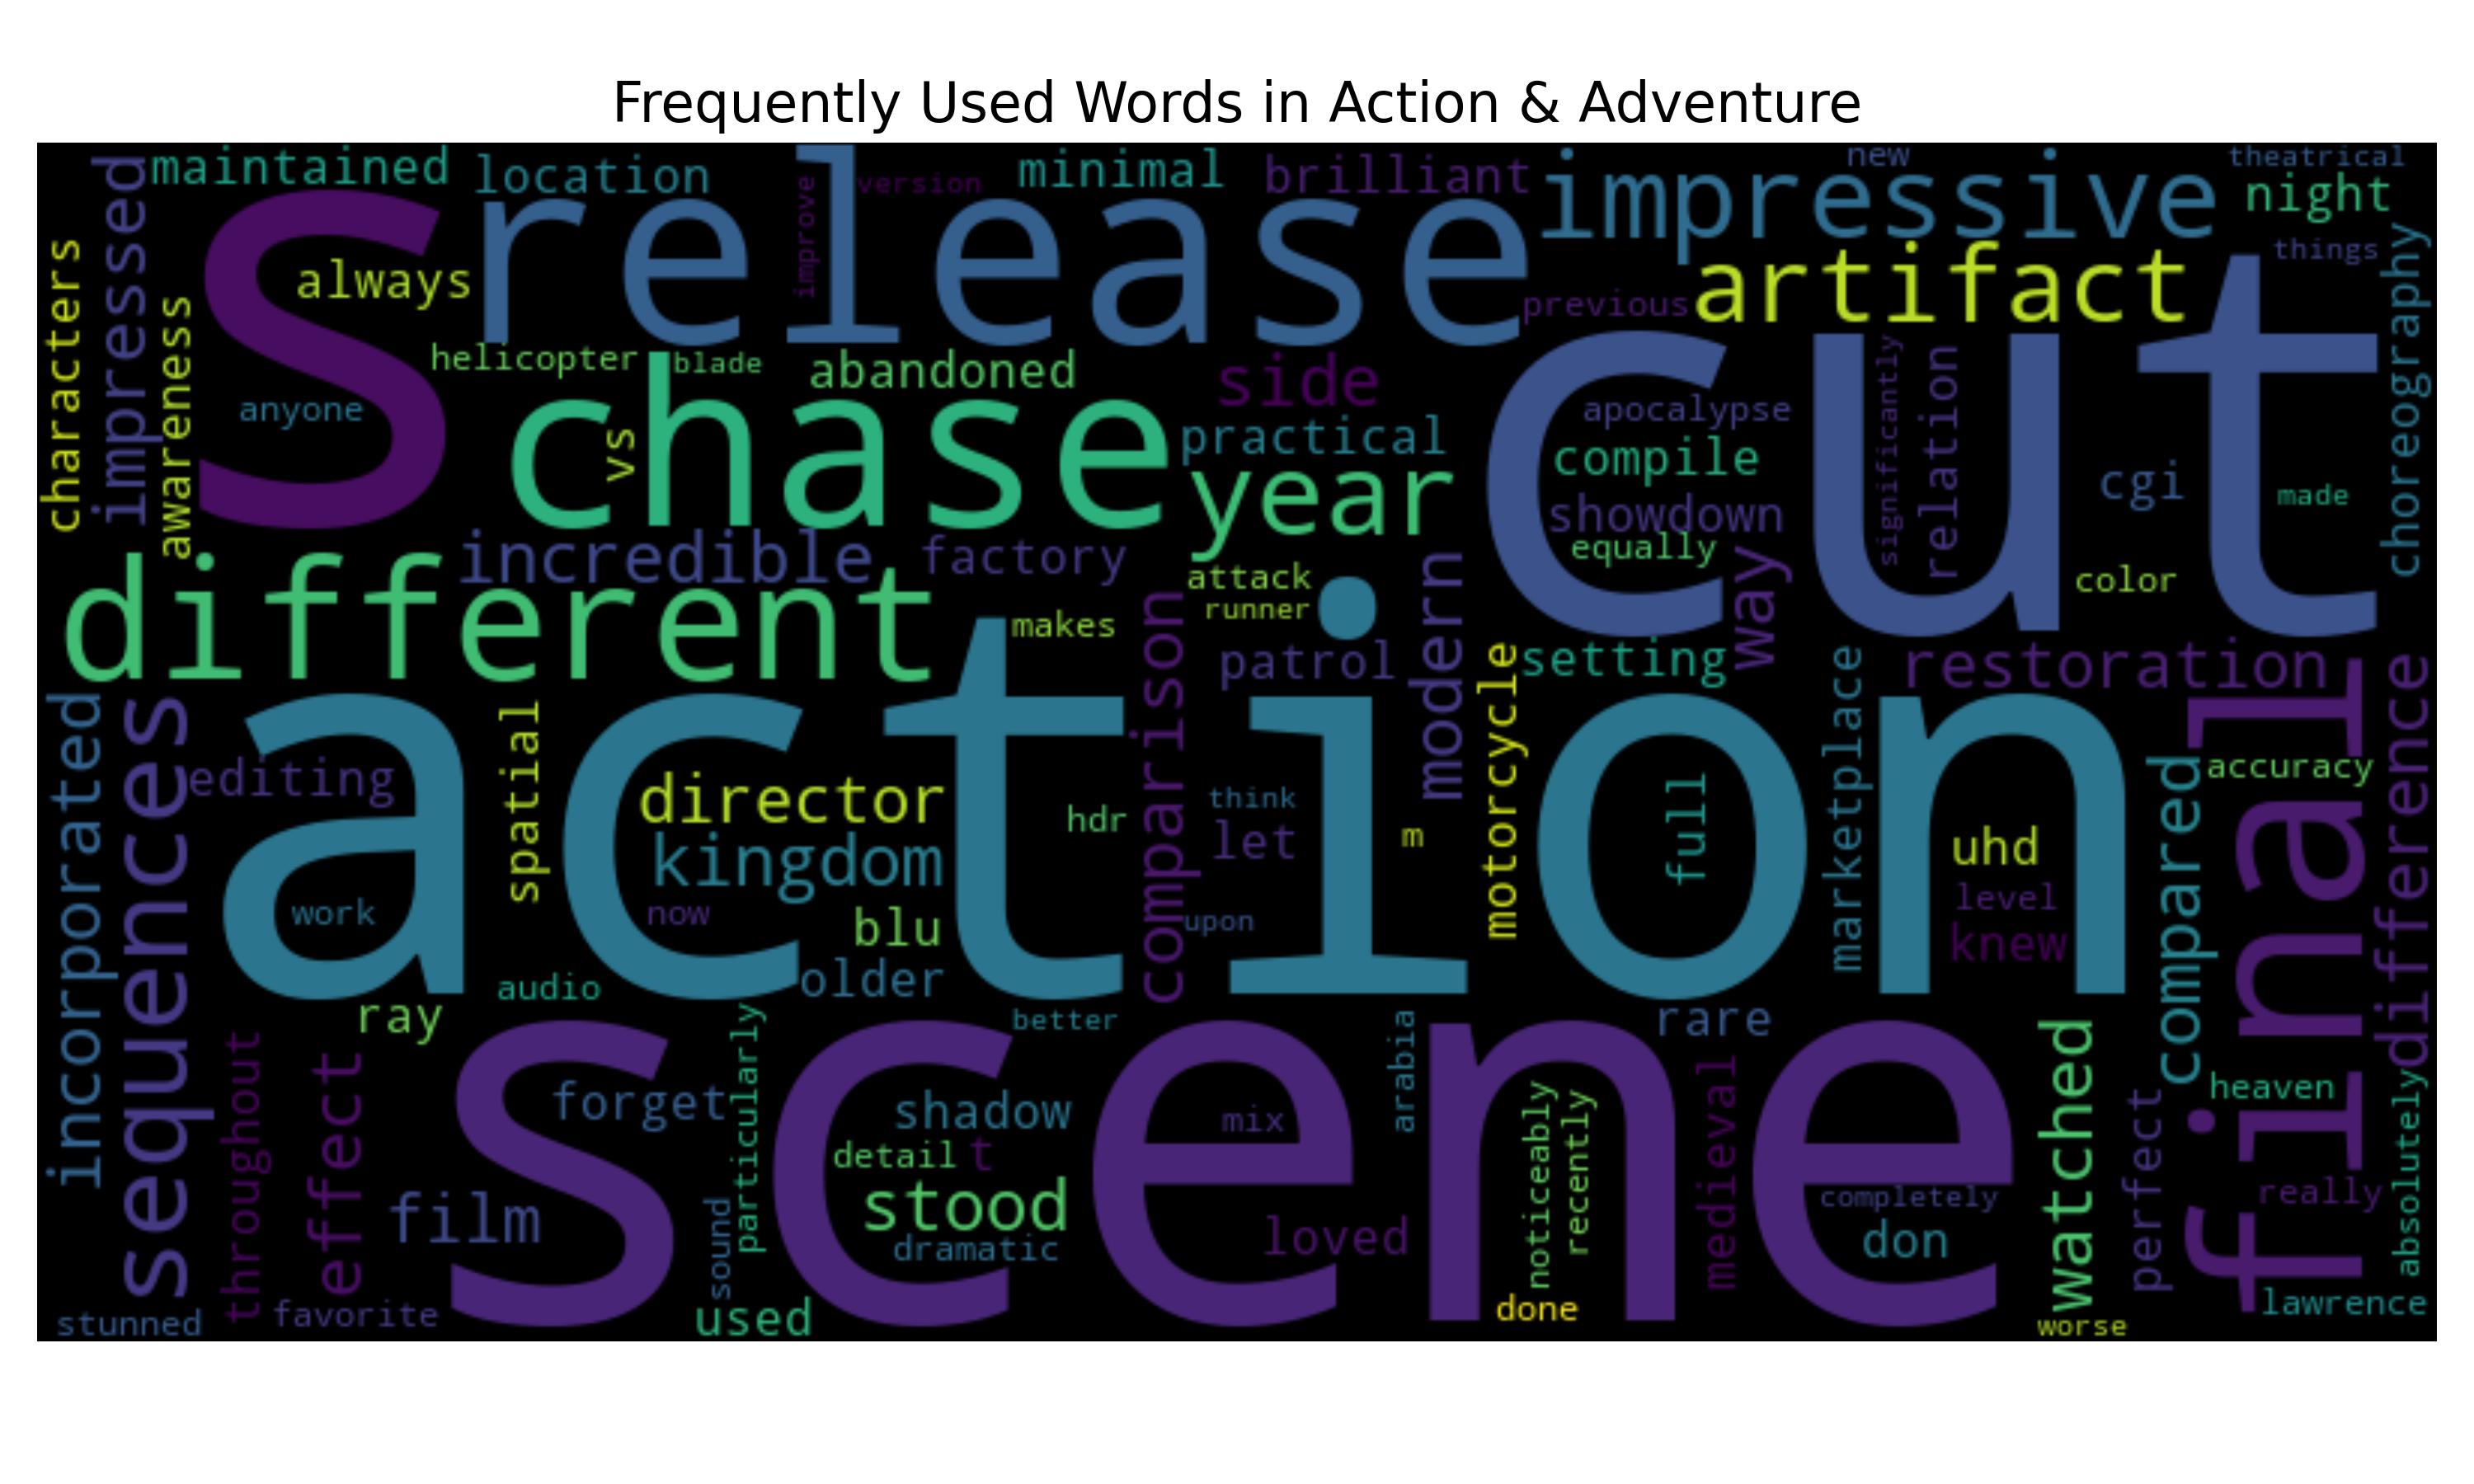 Frequently Used Words in Action & Adventure
maintained
location
improve
version
minimal
brilliant
new
theatrical
impressed
s
release
impressive
night
characters
awareness
always
previous
artifact
things
choreography
helicopter
blade
abandoned
side
cut
anyone
vs
chase
practical
year
apocalypse
compile
showdown
equally
significantly
relation
cgi
made
color
different
incredible
factory
attack
runner
makes
comparison
patrol
modern
way
setting
restoration
motorcycle
marketplace
incorporated
sequences
editing
spatial
action
director
kingdom
hdr
think
let
m
full
uhd
level
knew
compared
accuracy
final
difference
work
now
blu
upon
older
audio
ray
better
arabia
rare
throughout
effect
scene
particularly
forget
shadow
mix
detail
t
noticeably
recently
medieval
watched
heaven
perfect
absolutely
film
sound
stood
dramatic
loved
completely
don
really
stunned
favorite
used
done
worse
lawrence